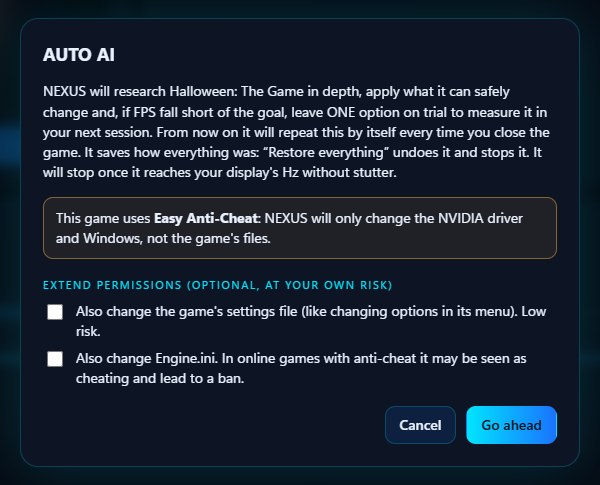 AUTO AI
NEXUS will research Halloween: The Game in depth, apply what it can safely
change and, if FPS fall short of the goal, leave ONE option on trial to measure it in
your next session. From now on it will repeat this by itself every time you close the
game. It saves how everything was: "Restore everything" undoes it and stops it. It
will stop once it reaches your display's Hz without stutter.
This game uses Easy Anti-Cheat: NEXUS will only change the NVIDIA driver
and Windows, not the game's files.
EXTEND PERMISSIONS (OPTIONAL, AT YOUR OWN RISK)
Also change the game's settings file (like changing options in its menu). Low
risk.
Also change Engine.ini. In online games with anti-cheat it may be seen as
cheating and lead to a ban.
Cancel
Go ahead